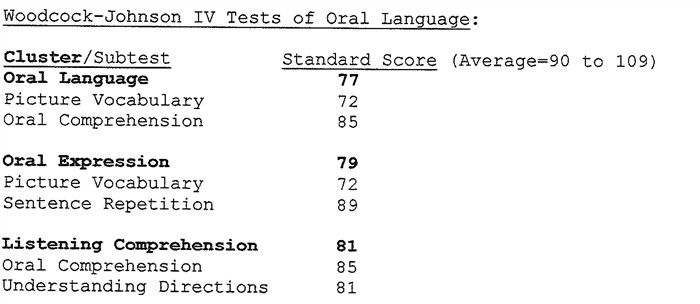 Woodcock-Johnson IV Tests of Oral Language:
Cluster/Subtest Standard Score (Average=90 to 109)
Oral Language 77
Picture Vocabulary 72
Oral Comprehension 85
Oral Expression 79
Picture Vocabulary 72
Sentence Repetition 89
Listening Comprehension 81
Oral Comprehension 85
Understanding Directions 81